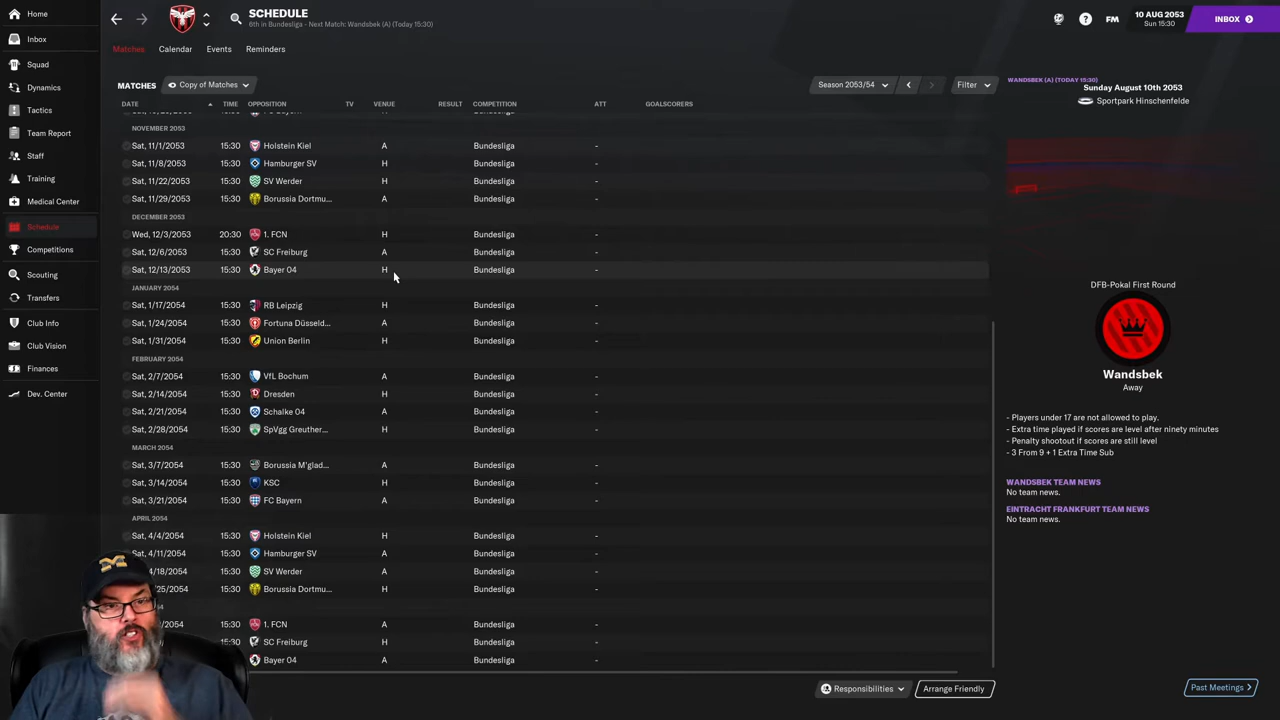 Home
SCHEDULE
6th in Bundesliga - Next Match: Wandsbek (A) (Today 15:30)
FM
10 AUG 2053
Sun 15:30
INBOX
Inbox
Squad
Dynamics
Tactics
Team Report
Staff
Training
Medical Center
Schedule
Competitions
Scouting
Transfers
Club Info
Club Vision
Finances
Dev. Center
Matches Calendar Events Reminders
MATCHES Copy of Matches Season 2053/54 Filter
DATE TIME OPPOSITION TV VENUE RESULT COMPETITION ATT GOALSCORERS
NOVEMBER 2053
Sat, 11/1/2053 15:30 Holstein Kiel A Bundesliga -
Sat, 11/8/2053 15:30 Hamburger SV H Bundesliga -
Sat, 11/22/2053 15:30 SV Werder H Bundesliga -
Sat, 11/29/2053 15:30 Borussia Dortmu... A Bundesliga -
DECEMBER 2053
Wed, 12/3/2053 20:30 1. FCN H Bundesliga -
Sat, 12/6/2053 15:30 SC Freiburg A Bundesliga -
Sat, 12/13/2053 15:30 Bayer 04 H Bundesliga -
JANUARY 2054
Sat, 1/17/2054 15:30 RB Leipzig H Bundesliga -
Sat, 1/24/2054 15:30 Fortuna Düsseld... A Bundesliga -
Sat, 1/31/2054 15:30 Union Berlin H Bundesliga -
FEBRUARY 2054
Sat, 2/7/2054 15:30 VfL Bochum A Bundesliga -
Sat, 2/14/2054 15:30 Dresden H Bundesliga -
Sat, 2/21/2054 15:30 Schalke 04 A Bundesliga -
Sat, 2/28/2054 15:30 SpVgg Greuther... H Bundesliga -
MARCH 2054
Sat, 3/7/2054 15:30 Borussia M'glad... A Bundesliga -
Sat, 3/14/2054 15:30 KSC H Bundesliga -
Sat, 3/21/2054 15:30 FC Bayern A Bundesliga -
APRIL 2054
Sat, 4/4/2054 15:30 Holstein Kiel H Bundesliga -
Sat, 4/11/2054 15:30 Hamburger SV A Bundesliga -
4/18/2054 15:30 SV Werder A Bundesliga -
/25/2054 15:30 Borussia Dortmu... H Bundesliga -
15:30 1. FCN A Bundesliga -
15:30 SC Freiburg H Bundesliga -
15:30 Bayer 04 A Bundesliga -
Responsibilities Arrange Friendly
WANDSBEK (A) (TODAY 15:30)
Sunday August 10th 2053
Sportpark Hinschenfelde
DFB-Pokal First Round
Wandsbek
Away
- Players under 17 are not allowed to play.
- Extra time played if scores are level after ninety minutes
- Penalty shootout if scores are still level
- 3 From 9 + 1 Extra Time Sub
WANDSBEK TEAM NEWS
No team news.
EINTRACHT FRANKFURT TEAM NEWS
No team news.
Past Meetings